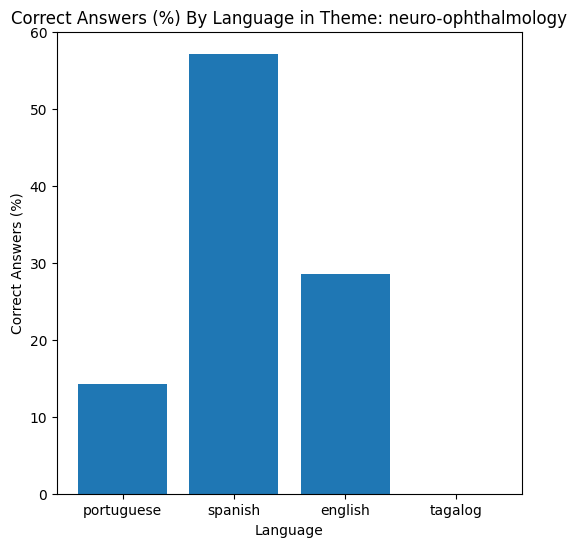 Correct Answers (%) By Language in Theme: neuro-ophthalmology
60
50
40
30
20
10
0
Correct Answers (%)
portuguese spanish english tagalog
Language